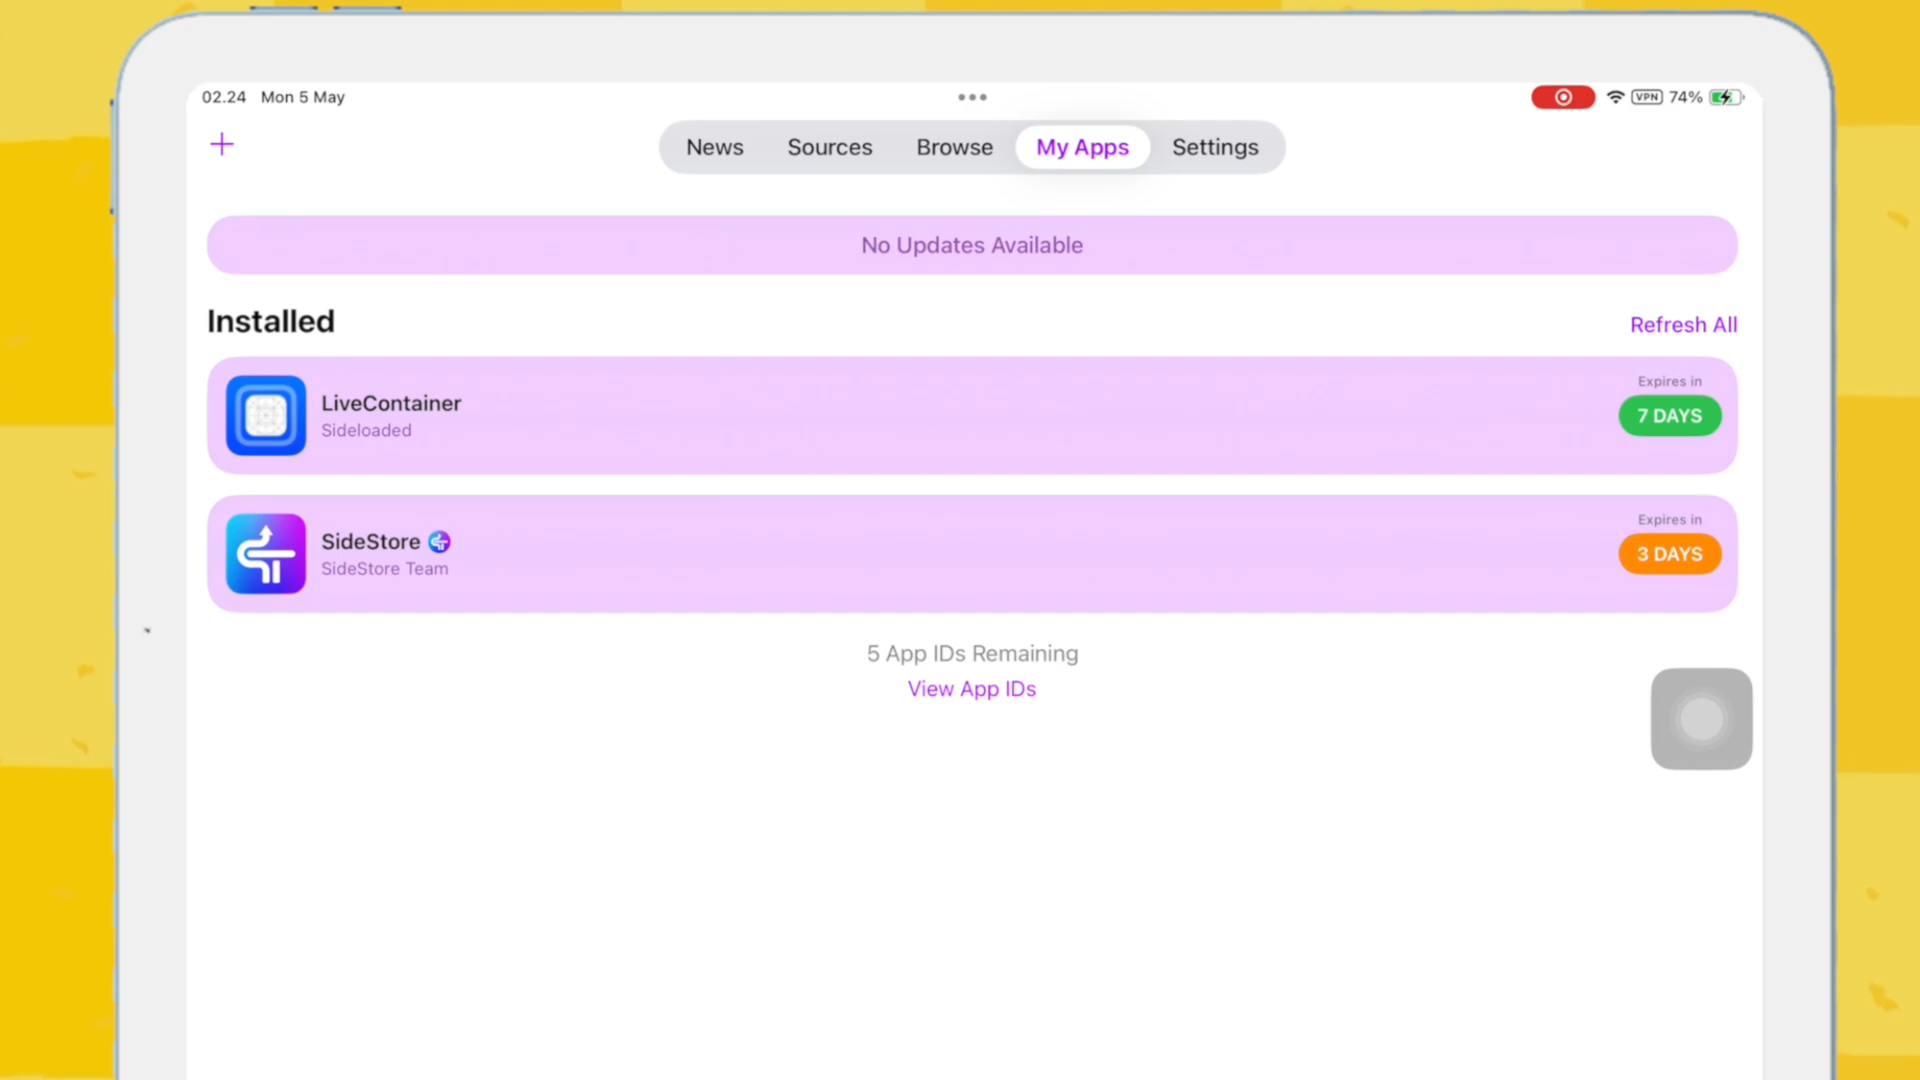 02.24 Mon 5 May
VPN 74%
News Sources Browse My Apps Settings
No Updates Available
Installed
Refresh All
LiveContainer
Sideloaded
Expires in
7 DAYS
SideStore
SideStore Team
Expires in
3 DAYS
5 App IDs Remaining
View App IDs